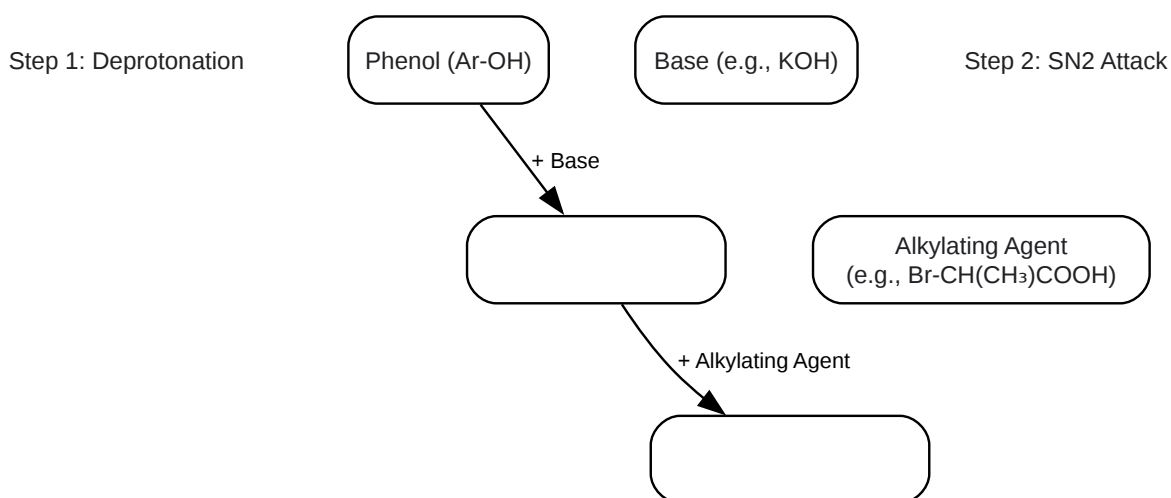 Step 1: Deprotonation
Phenol (Ar-OH)
Base (e.g., KOH)
Step 2: SN2 Attack
+ Base
Alkylating Agent
(e.g., Br-CH(CH₃)COOH)
+ Alkylating Agent